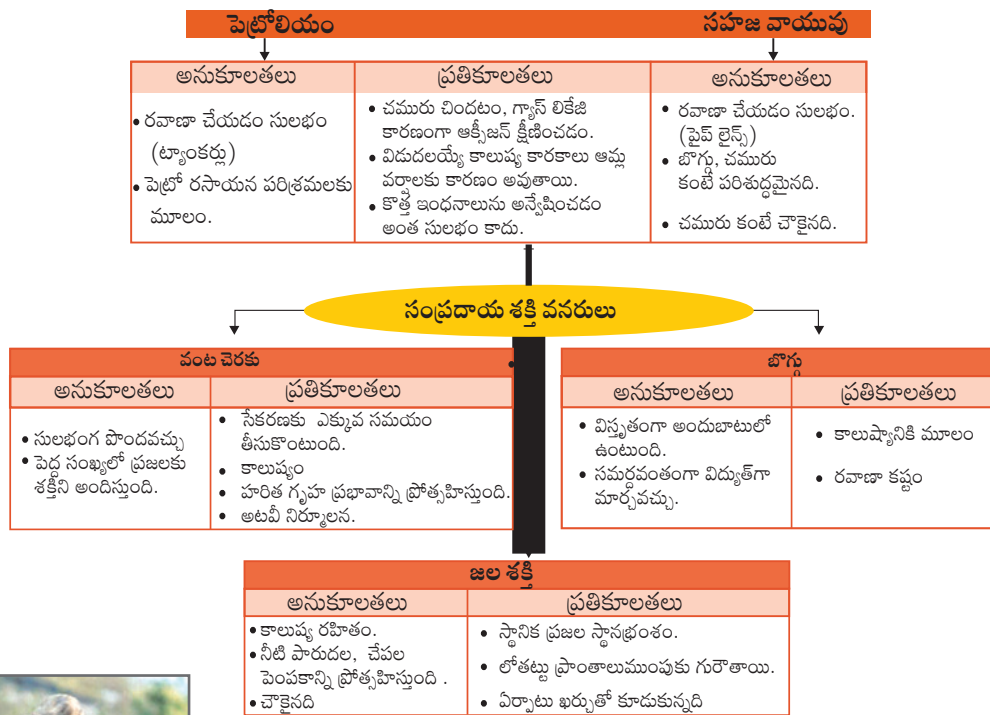 పెట్రోలియం
సహజ వాయువు
అనుకూలతలు
• రవాణా చేయడం సులభం
(ట్యాంకర్లు)
• పెట్రో రసాయన పరిశ్రమలకు
మూలం.
ప్రతికూలతలు
• చమురు చిందటం, గ్యాస్ లికేజి
కారణంగా ఆక్సీజన్ క్షీణించడం.
• విడుదలయ్యే కాలుష్య కారకాలు ఆమ్ల
వర్షాలకు కారణం అవుతాయి.
• కొత్త ఇంధనాలును అన్వేషించడం
అంత సులభం కాదు.
అనుకూలతలు
• రవాణా చేయడం సులభం.
(పైప్ లైన్స్)
• బొగ్గు, చమురు
కంటే పరిశుద్ధమైనది.
• చమురు కంటే చౌకైనది.
సంప్రదాయ శక్తి వనరులు
వంట చెరకు
అనుకూలతలు
• సులభంగ పొందవచ్చు
• పెద్ద సంఖ్యలో ప్రజలకు
శక్తిని అందిస్తుంది.
ప్రతికూలతలు
• సేకరణకు ఎక్కువ సమయం
తీసుకొంటుంది.
• కాలుష్యం
• హరిత గృహ ప్రభావాన్ని ప్రోత్సహిస్తుంది.
• అటవీ నిర్మూలన.
బొగ్గు
అనుకూలతలు
• విస్తృతంగా అందుబాటులో
ఉంటుంది.
• సమర్దవంతంగా విద్యుత్‌గా
మార్చవచ్చు.
ప్రతికూలతలు
• కాలుష్యానికి మూలం
• రవాణా కష్టం
జల శక్తి
అనుకూలతలు
• కాలుష్య రహితం.
• నీటి పారుదల, చేపల
పెంపకాన్ని ప్రోత్సహిస్తుంది .
• చౌకైనది
ప్రతికూలతలు
• స్థానిక ప్రజల స్థానభ్రంశం.
• లోతట్టు ప్రాంతాలుముంపుకు గురౌతాయి.
• ఏర్పాటు ఖర్చుతో కూడుకున్నది